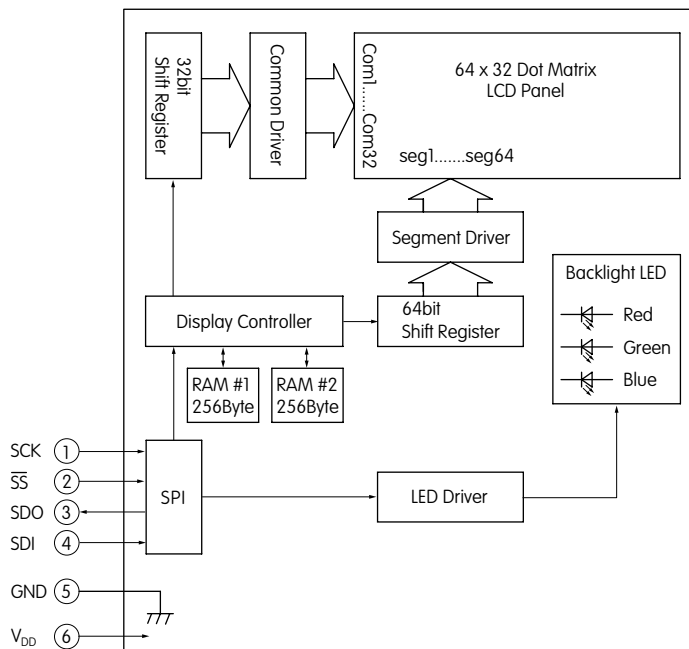 32bit
Shift Register
Common Driver
Com1......Com32
64 x 32 Dot Matrix
LCD Panel
seg1.......seg64
Segment Driver
Backlight LED
Red
Green
Blue
Display Controller
64bit
Shift Register
RAM #1
256Byte
RAM #2
256Byte
SCK 1
SS 2
SDO 3
SDI 4
SPI
LED Driver
GND 5
VDD 6